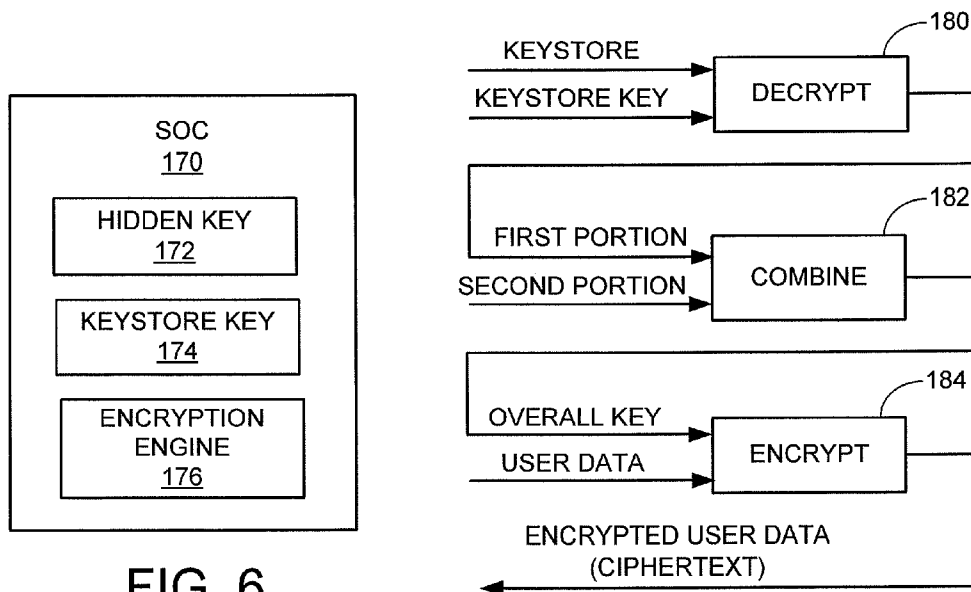 SOC
170
HIDDEN KEY
172
KEYSTORE KEY
174
ENCRYPTION
ENGINE
176
FIG. 6
KEYSTORE
KEYSTORE KEY
DECRYPT
180
FIRST PORTION
SECOND PORTION
COMBINE
182
OVERALL KEY
USER DATA
ENCRYPT
184
ENCRYPTED USER DATA
(CIPHERTEXT)